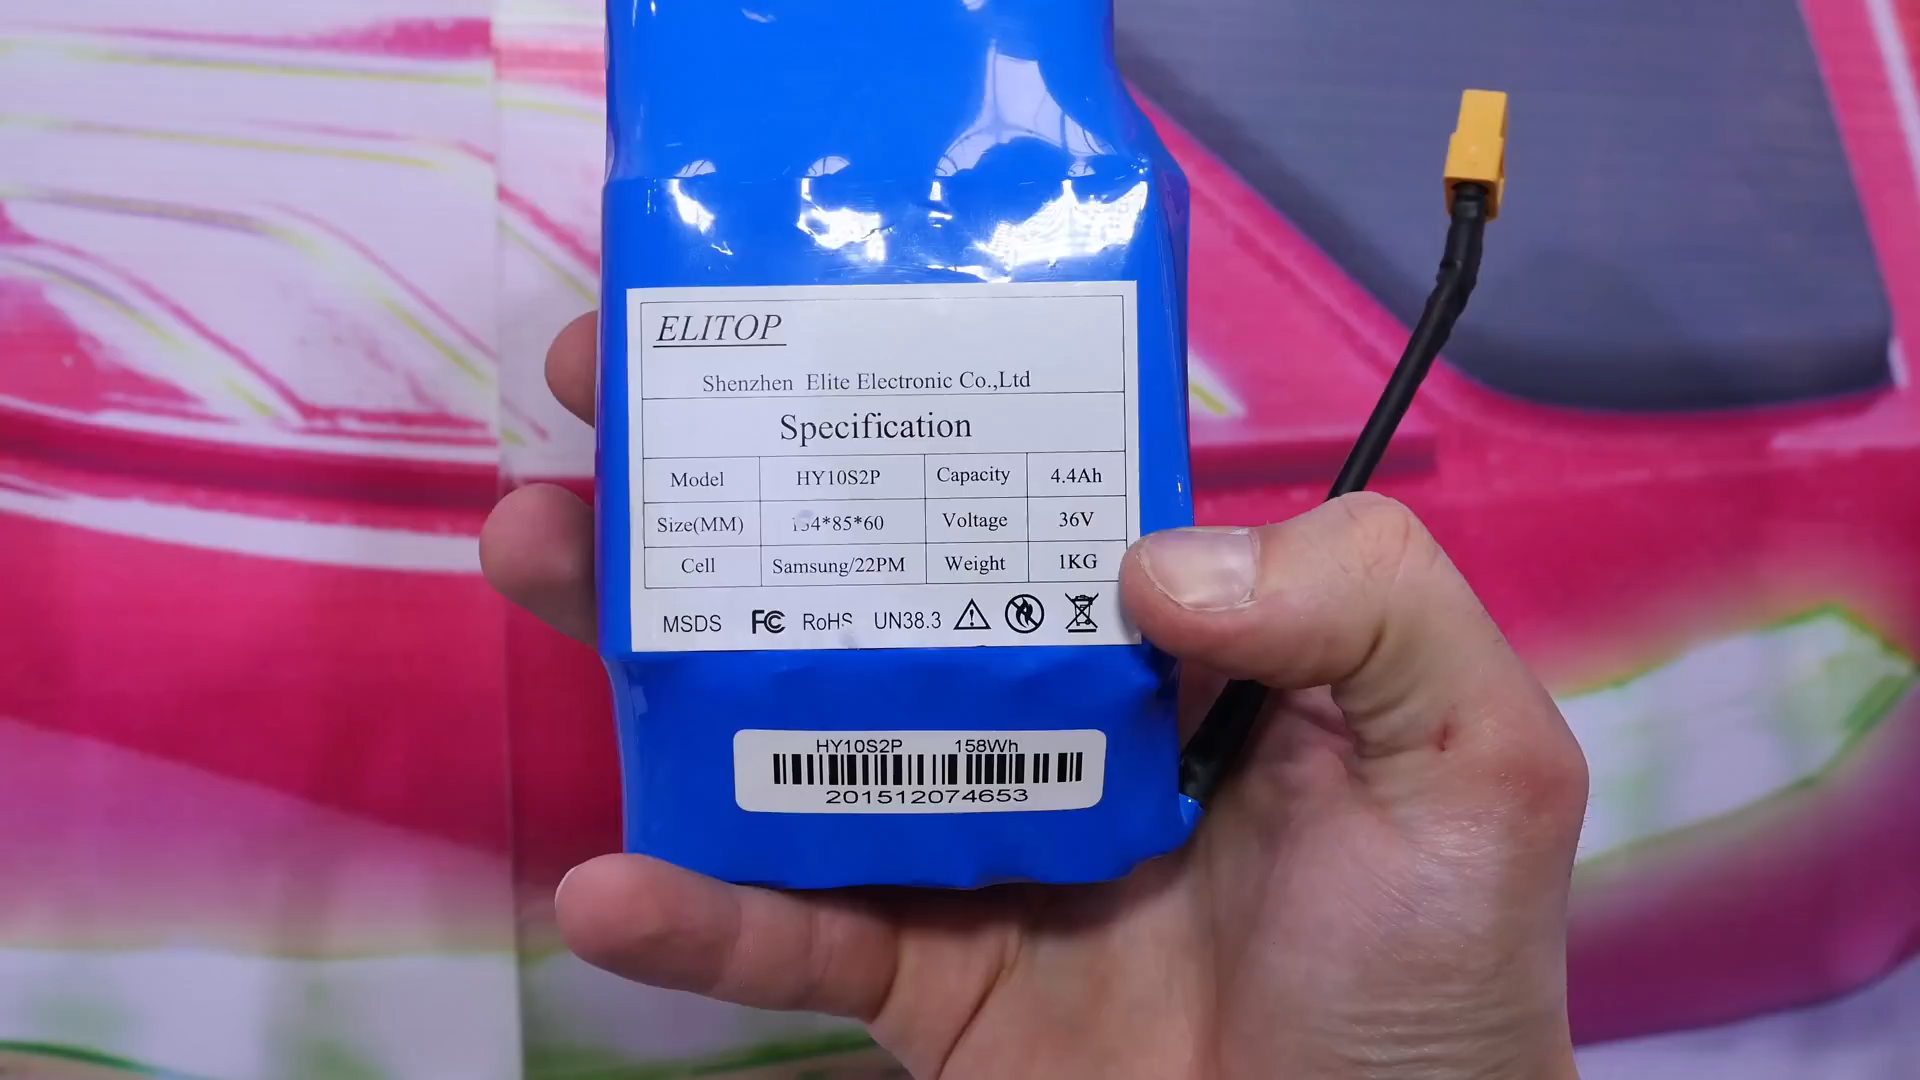 ELITOP
Shenzhen Elite Electronic Co.,Ltd
Specification
Model HY10S2P Capacity 4.4Ah
Size(MM) Voltage 36V
Cell Samsung/22PM Weight 1KG
MSDS FC RoHS UN38.3
HY10S2P 158Wh
201512074653